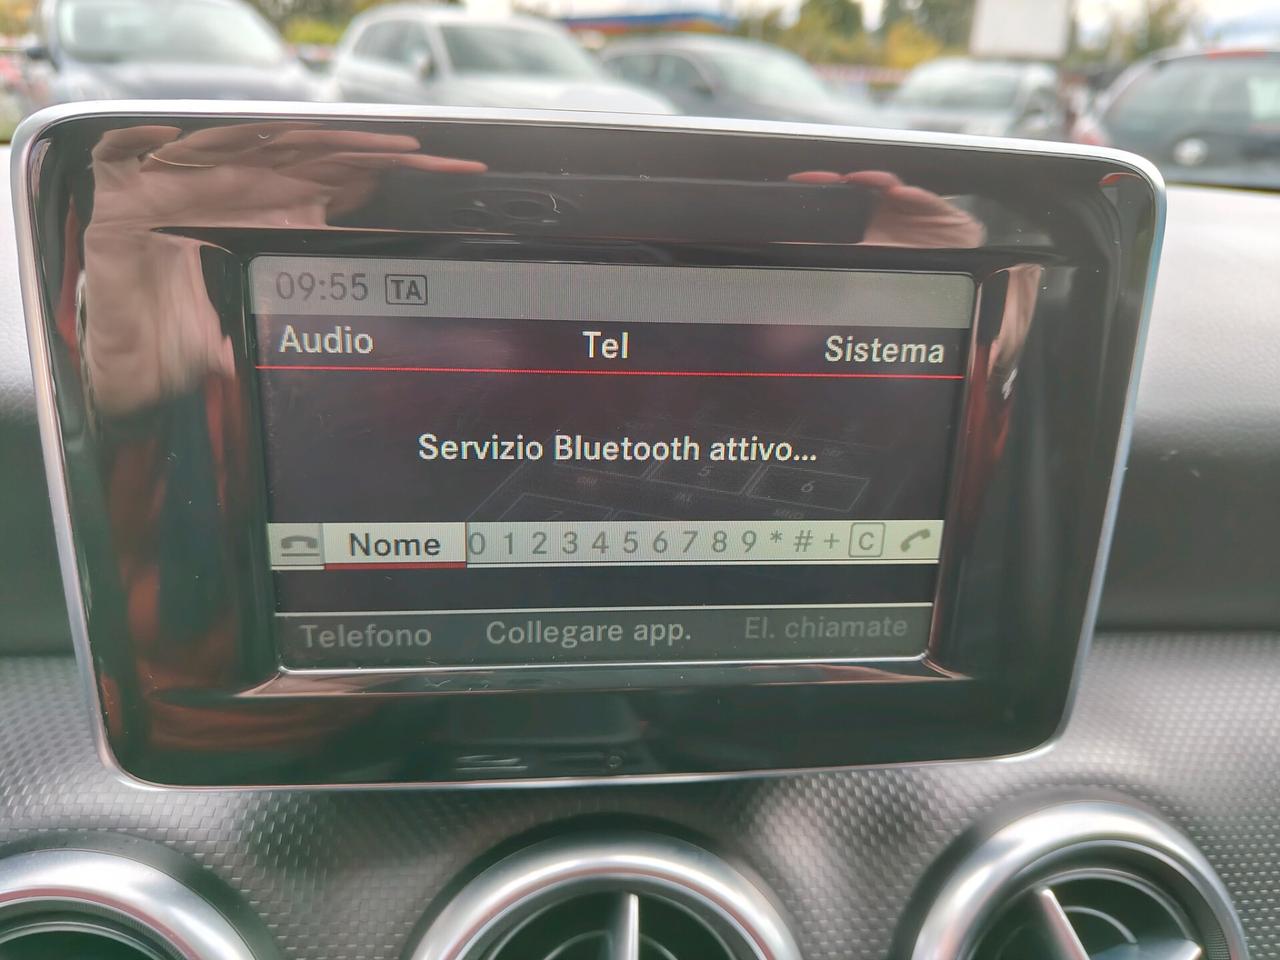 09:55 TA
Audio Tel Sistema
Servizio Bluetooth attivo...
Nome 0 1 2 3 4 5 6 7 8 9 * # + C
Telefono Collegare app. El. chiamate